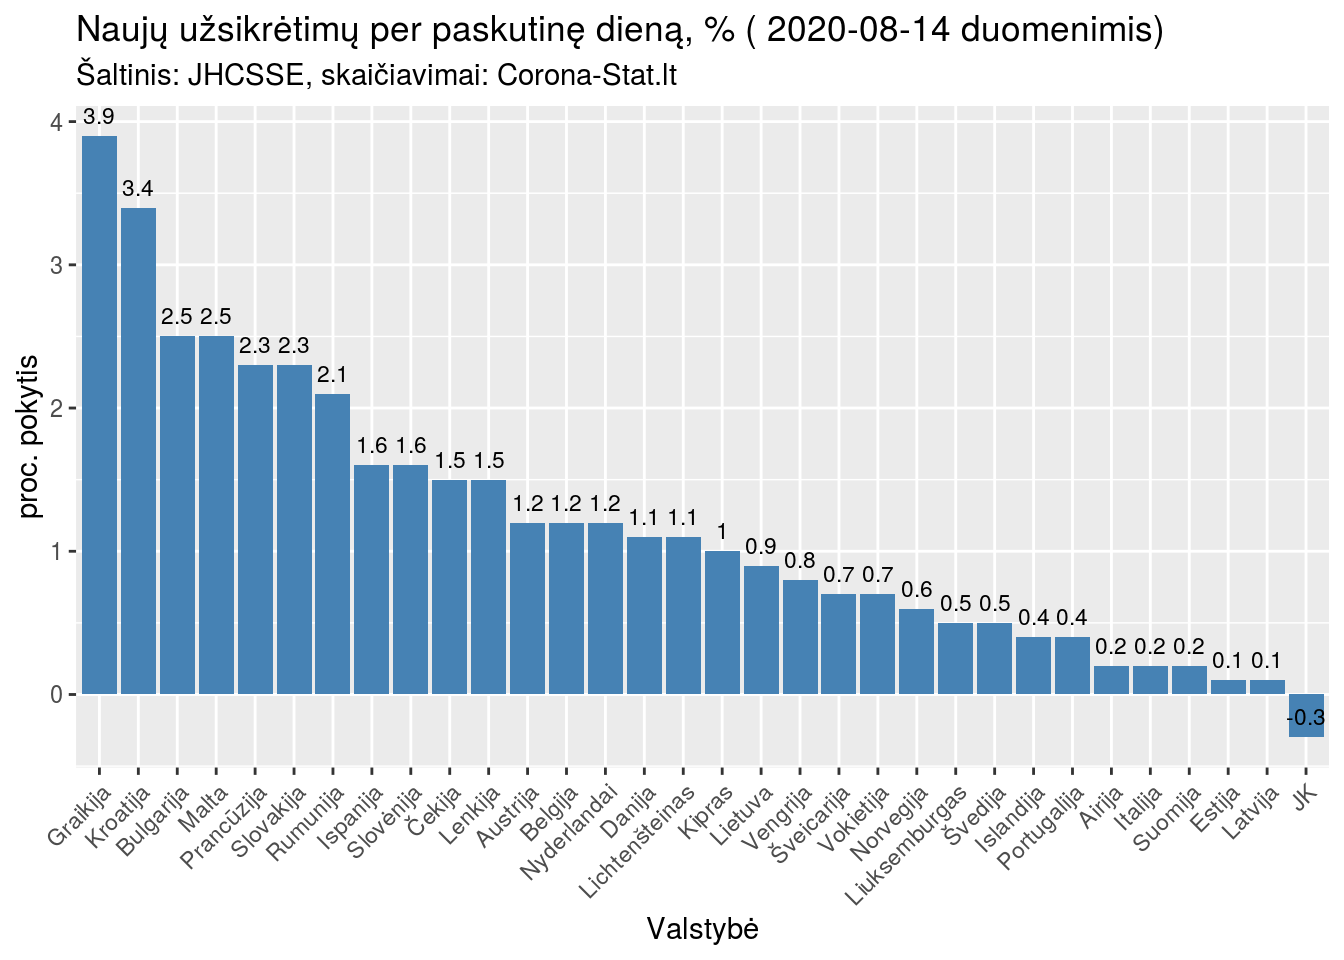 Naujų užsikrėtimų per paskutinę dieną, % ( 2020-08-14 duomenimis)
Šaltinis: JHCSSE, skaičiavimai: Corona-Stat.lt
proc. pokytis
4
3
2
1
0
3.9
3.4
2.5
2.5
2.3
2.3
2.1
1.6
1.6
1.5
1.5
1.2
1.2
1.2
1.1
1.1
1
0.9
0.8
0.7
0.7
0.6
0.5
0.5
0.4
0.4
0.2
0.2
0.2
0.1
0.1
-0.3
Graikija
Kroatija
Bulgarija
Malta
Prancūzija
Slovakija
Rumunija
Ispanija
Slovėnija
Čekija
Lenkija
Austrija
Belgija
Nyderlandai
Danija
Lichtenšteinas
Kipras
Lietuva
Vengrija
Šveicarija
Vokietija
Norvegija
Liuksemburgas
Švedija
Islandija
Portugalija
Airija
Italija
Suomija
Estija
Latvija
JK
Valstybė